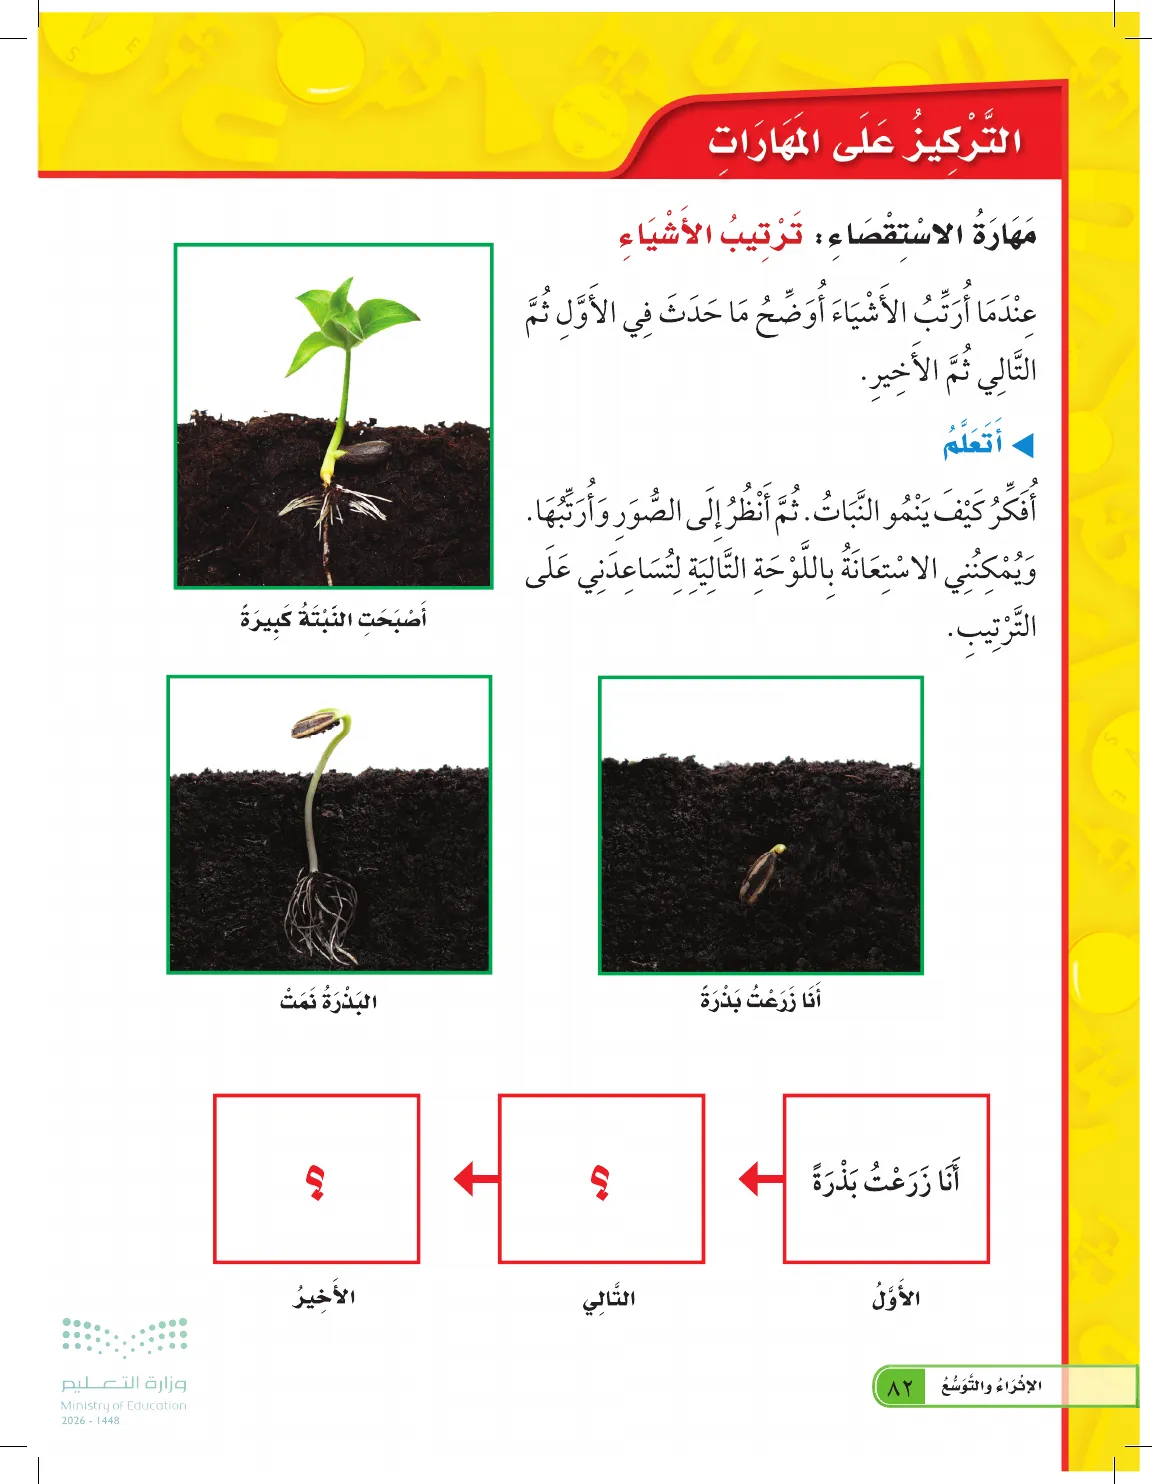 التَّرْكِيزُ عَلَى المَهَارَاتِ
مَهَارَةُ الاسْتِقْصَاءِ: تَرْتِيبُ الأَشْيَاءِ
عِنْدَمَا أُرَتِّبُ الأَشْيَاءَ أُوَضِّحُ مَا حَدَثَ فِي الأَوَّلِ ثُمَّ
التَّالِي ثُمَّ الأَخِيرِ.
أَتَعَلَّمُ
أُفَكِّرُ كَيْفَ يَنْمُو النَّبَاتُ. ثُمَّ أَنْظُرُ إِلَى الصُّوَرِ وَأُرَتِّبُهَا.
وَيُمْكِنُنِي الاسْتِعَانَةُ بِاللَّوْحَةِ التَّالِيَةِ لِتُسَاعِدَنِي عَلَى
التَّرْتِيبِ.
أَصْبَحَتِ النَّبْتَةُ كَبِيرَةً
أَنَا زَرَعْتُ بَذْرَةً
البَذْرَةُ نَمَتْ
أَنَا زَرَعْتُ بَذْرَةً
؟
؟
الأَوَّلُ
التَّالِي
الأَخِيرُ
وزارة التعليم
Ministry of Education
2026 - 1448
الإثْرَاءُ والتَّوَسُّعُ
٨٢
S
E